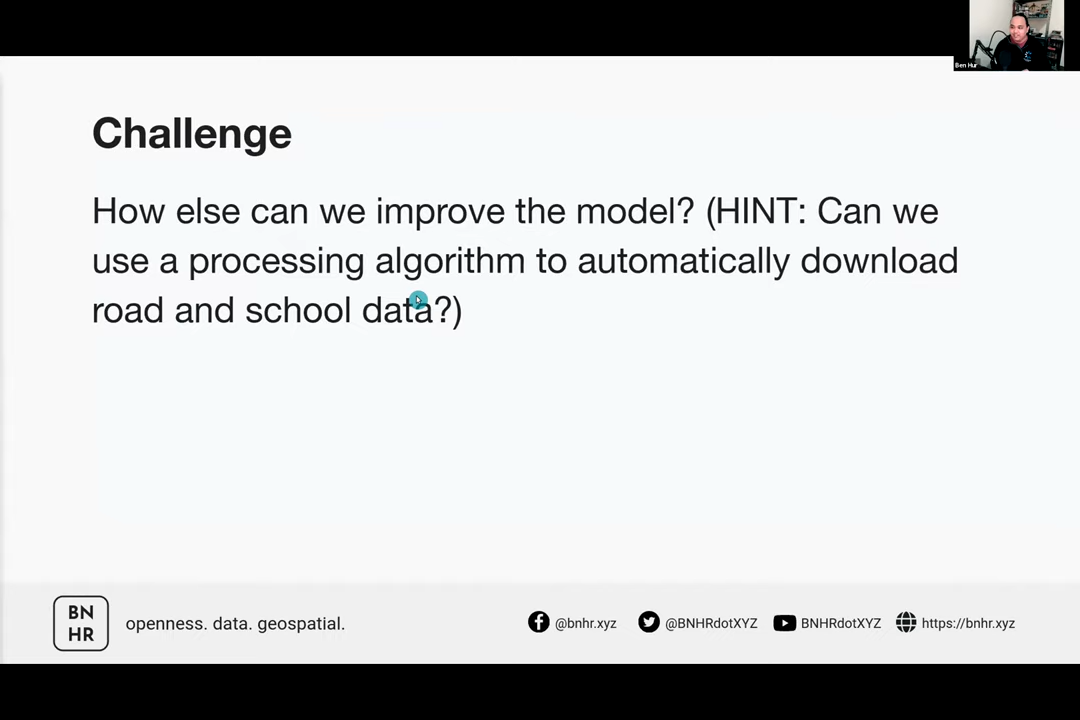 Ben Hur
Challenge
How else can we improve the model? (HINT: Can we
use a processing algorithm to automatically download
road and school data?)
BN
HR
openness. data. geospatial.
@bnhr.xyz
@BNHRdotXYZ
BNHRdotXYZ
https://bnhr.xyz